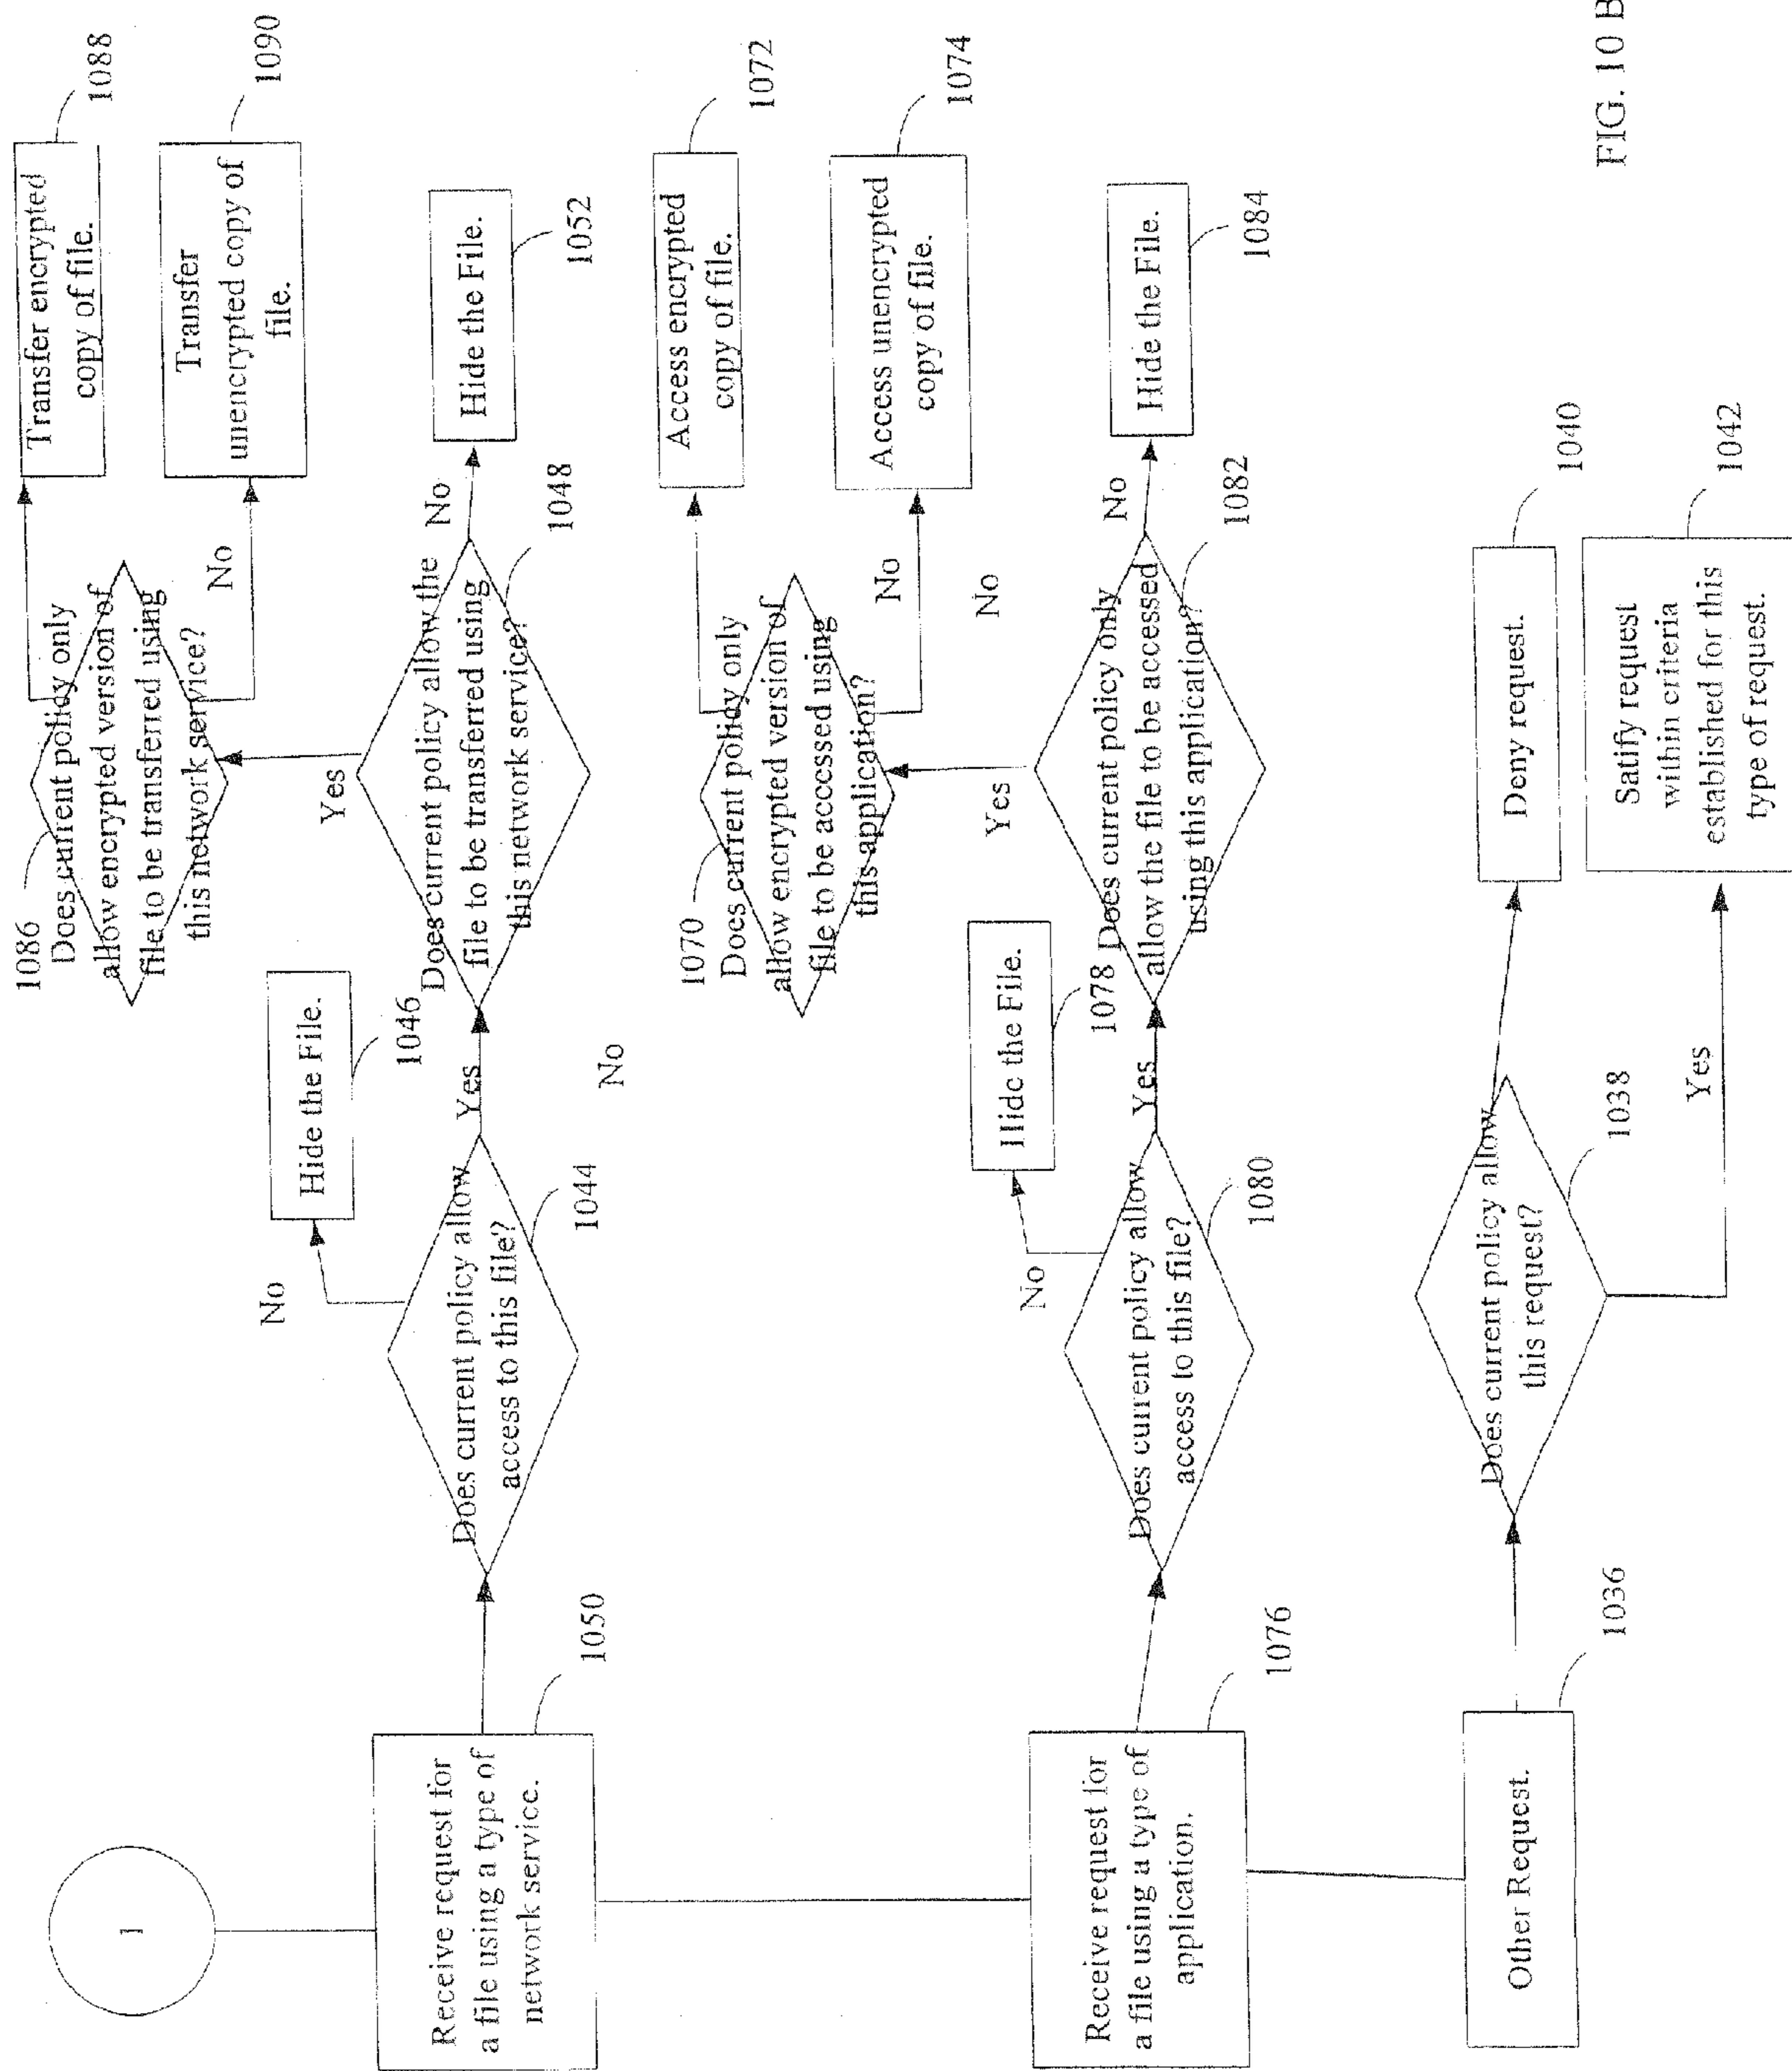 1
Receive request for
a file using a type of
network service.
1050
Does current policy allow
access to this file?
1044
No
Hide the File.
1046
Yes
Does current policy allow the
file to be transferred using
this network service?
1048
No
Hide the File.
1052
Yes
1086
Does current policy only
allow encrypted version of
file to be transferred using
this network service?
Transfer encrypted
copy of file.
1088
No
Transfer
unencrypted copy of
file.
1090
No
Receive request for
a file using a type of
application.
1076
Does current policy allow
access to this file?
1080
No
Hide the File.
1078
Yes
Does current policy only
allow the file to be accessed
using this application?
1082
No
Hide the File.
1084
Yes
1070
Does current policy only
allow encrypted version of
file to be accessed using
this application?
Access encrypted
copy of file.
1072
No
Access unencrypted
copy of file.
1074
No
Other Request.
1036
Does current policy allow
this request?
1038
Deny request.
1040
Yes
Satify request
within criteria
established for this
type of request.
1042
FIG. 10 B